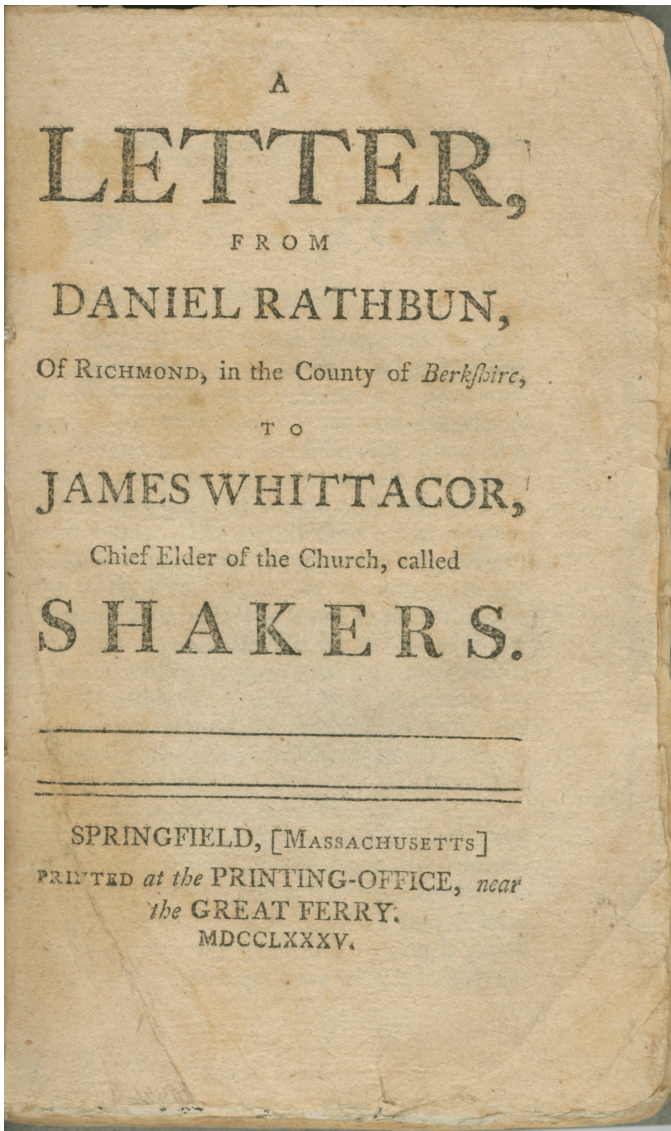 A
LETTER,
FROM
DANIEL RATHBUN,
Of RICHMOND, in the County of Berkſhire,
TO
JAMES WHITTACOR,
Chief Elder of the Church, called
SHAKERS.
SPRINGFIELD, [MASSACHUSETTS]
PRINTED at the PRINTING-OFFICE, near
the GREAT FERRY.
MDCCLXXXV.